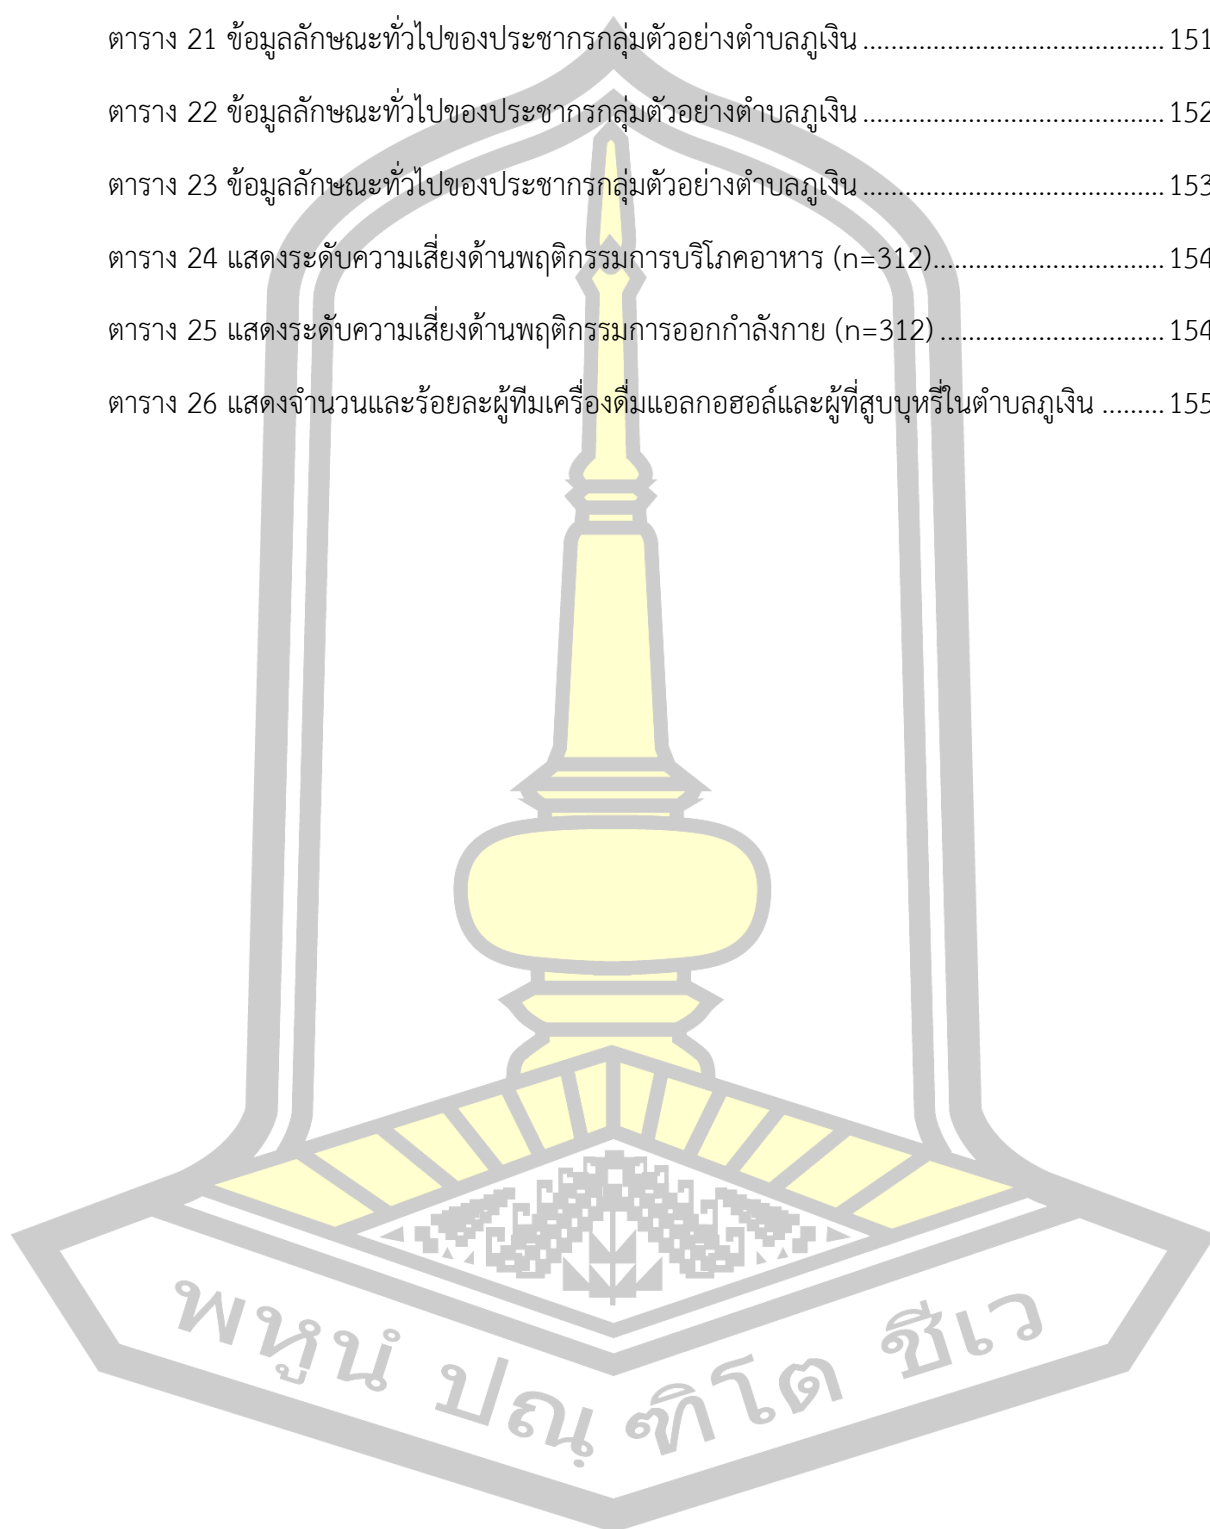 ตาราง 21 ข้อมูลลักษณะทั่วไปของประชากรกลุ่มตัวอย่างตำบลภูเงิน ........................................... 151
ตาราง 22 ข้อมูลลักษณะทั่วไปของประชากรกลุ่มตัวอย่างตำบลภูเงิน ........................................... 152
ตาราง 23 ข้อมูลลักษณะทั่วไปของประชากรกลุ่มตัวอย่างตำบลภูเงิน ........................................... 153
ตาราง 24 แสดงระดับความเสี่ยงด้านพฤติกรรมการบริโภคอาหาร (n=312)................................. 154
ตาราง 25 แสดงระดับความเสี่ยงด้านพฤติกรรมการออกกำลังกาย (n=312) ................................ 154
ตาราง 26 แสดงจำนวนและร้อยละผู้ที่มเครื่องดื่มแอลกอฮอล์และผู้ที่สูบบุหรี่ในตำบลภูเงิน ......... 155
พหูนํ ปณฺฑิโต ชีเว